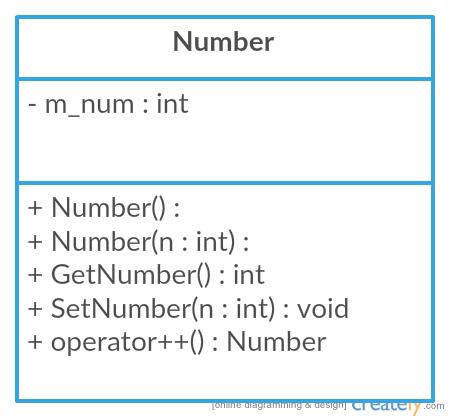 Number
- m_num : int
+ Number() :
+ Number(n : int) :
+ GetNumber() : int
+ SetNumber(n : int) : void
+ operator++() : Number
[online diagramming & design] creately.com